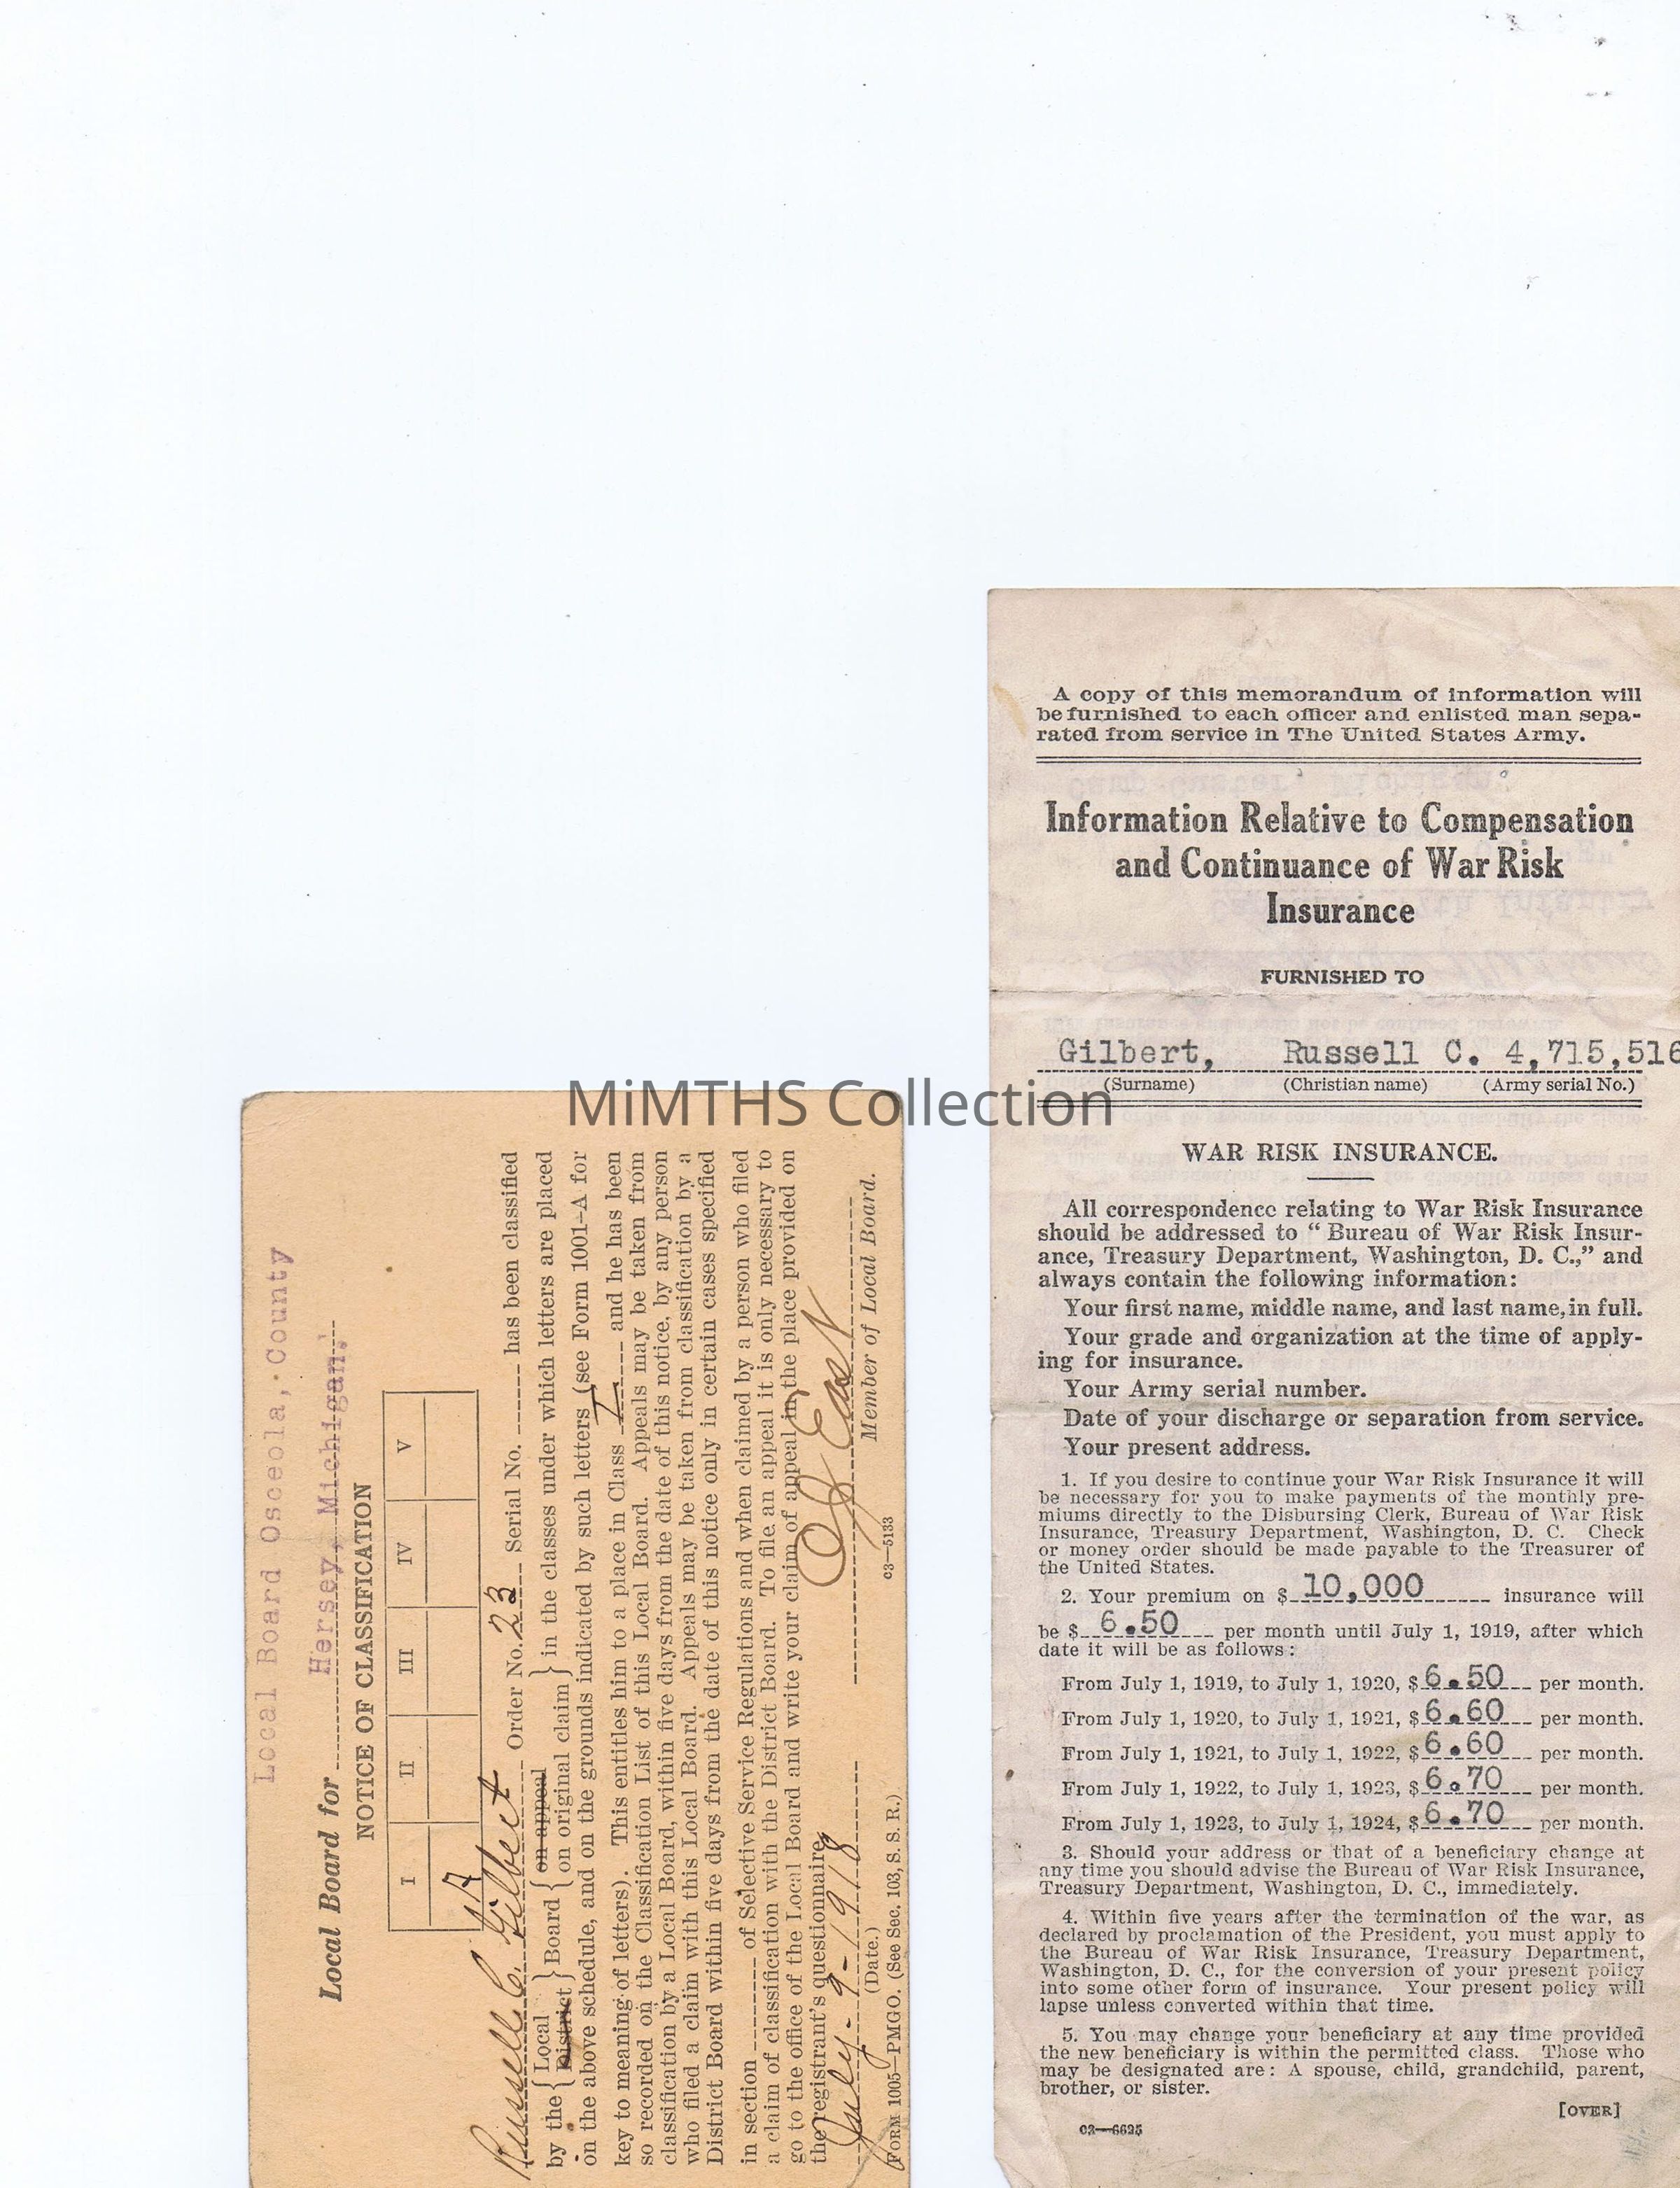 Local Board Osceola, County
Hersey, Michigan.
Local Board for
NOTICE OF CLASSIFICATION
I II III IV V
A
Russell C. Gilbert Order No. 23 Serial No. has been classified
by the {Local District} Board {on appeal on original claim} in the classes under which letters are placed
on the above schedule, and on the grounds indicated by such letters (see Form 1001-A for
key to meaning of letters). This entitles him to a place in Class I and he has been
so recorded on the Classification List of this Local Board. Appeals may be taken from
classification by a Local Board, within five days from the date of this notice, by any person
who filed a claim with this Local Board. Appeals may be taken from classification by a
District Board within five days from the date of this notice only in certain cases specified
in section of Selective Service Regulations and when claimed by a person who filed
a claim of classification with the District Board. To file an appeal it is only necessary to
go to the office of the Local Board and write your claim of appeal in the place provided on
the registrant's questionnaire.
July-9-1918
(Date.)
Member of Local Board.
FORM 1005—PMGO. (See Sec. 103, S. S. R.) c3—5133
MiMTHS Collection
A copy of this memorandum of information will
be furnished to each officer and enlisted man sepa-
rated from service in The United States Army.
Information Relative to Compensation
and Continuance of War Risk
Insurance
FURNISHED TO
Gilbert, Russell C. 4,715,516
(Surname) (Christian name) (Army serial No.)
WAR RISK INSURANCE.
All correspondence relating to War Risk Insurance
should be addressed to " Bureau of War Risk Insur-
ance, Treasury Department, Washington, D. C.," and
always contain the following information:
Your first name, middle name, and last name, in full.
Your grade and organization at the time of apply-
ing for insurance.
Your Army serial number.
Date of your discharge or separation from service.
Your present address.
1. If you desire to continue your War Risk Insurance it will
be necessary for you to make payments of the monthly pre-
miums directly to the Disbursing Clerk, Bureau of War Risk
Insurance, Treasury Department, Washington, D. C. Check
or money order should be made payable to the Treasurer of
the United States.
2. Your premium on $ 10,000 insurance will
be $ 6.50 per month until July 1, 1919, after which
date it will be as follows:
From July 1, 1919, to July 1, 1920, $ 6.50 per month.
From July 1, 1920, to July 1, 1921, $ 6.60 per month.
From July 1, 1921, to July 1, 1922, $ 6.60 per month.
From July 1, 1922, to July 1, 1923, $ 6.70 per month.
From July 1, 1923, to July 1, 1924, $ 6.70 per month.
3. Should your address or that of a beneficiary change at
any time you should advise the Bureau of War Risk Insurance,
Treasury Department, Washington, D. C., immediately.
4. Within five years after the termination of the war, as
declared by proclamation of the President, you must apply to
the Bureau of War Risk Insurance, Treasury Department,
Washington, D. C., for the conversion of your present policy
into some other form of insurance. Your present policy will
lapse unless converted within that time.
5. You may change your beneficiary at any time provided
the new beneficiary is within the permitted class. Those who
may be designated are: A spouse, child, grandchild, parent,
brother, or sister.
[OVER]
c3—6625